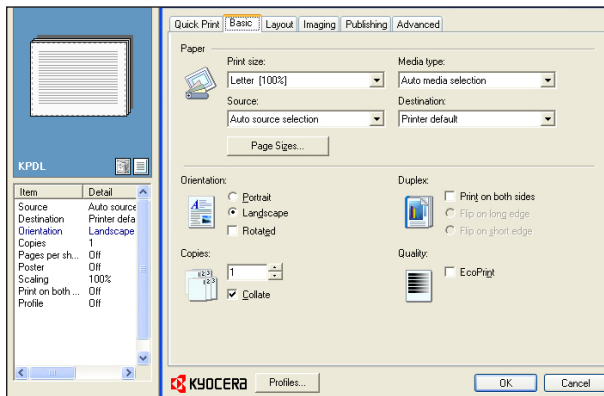 Quick Print Basic Layout Imaging Publishing Advanced
Paper
Print size: Media type:
Letter [100%] Auto media selection
Source: Destination:
Auto source selection Printer default
Page Sizes...
KPDL
Item Detail
Source Auto source
Destination Printer defa
Orientation Landscape
Copies 1
Pages per sh... Off
Poster Off
Scaling 100%
Print on both ... Off
Profile Off
Orientation: Duplex:
Portrait Print on both sides
Landscape Flip on long edge
Rotated Flip on short edge
Copies: Quality:
1 EcoPrint
Collate
KYOCERA Profiles... OK Cancel